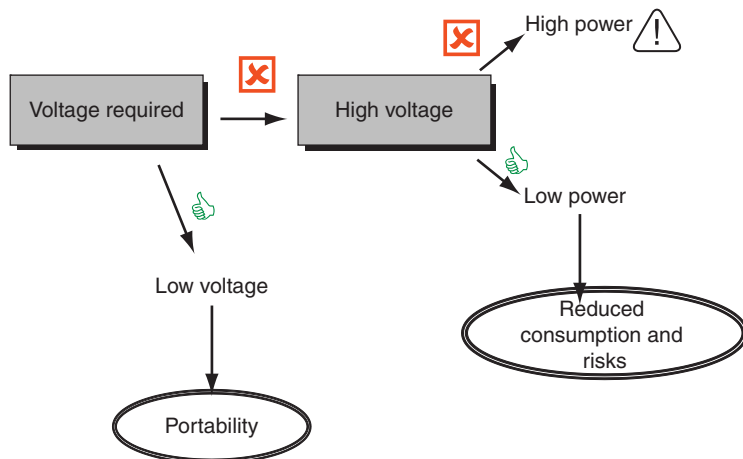 High power
Voltage required
High voltage
Low power
Low voltage
Reduced
consumption and
risks
Portability